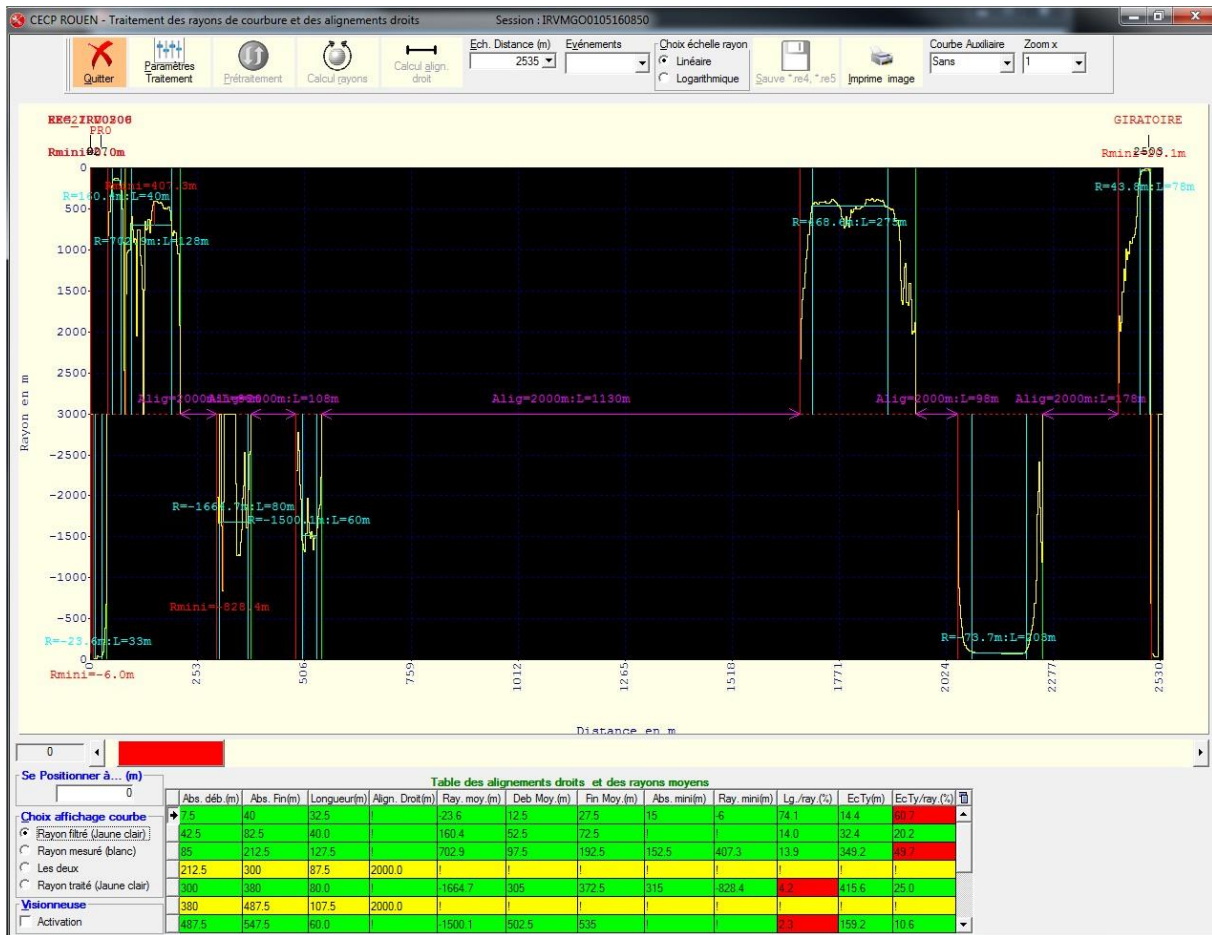 CECP ROUEN - Traitement des rayons de courbure et des alignements droits Session : IRVMGO0105160850
Quitter
Paramètres Traitement
Prétraitement
Calcul rayons
Calcul align. droit
Ech. Distance (m)
2535
Evénements
Choix échelle rayon
Linéaire
Logarithmique
Sauve *.re4, *.re5
Imprime image
Courbe Auxiliaire
Sans
Zoom x
1
PRO
GIRATOIRE
2503
Rmini=407.3m
R=160.4m:L=40m
R=702.9m:L=128m
R=468.6m:L=275m
R=43.8m:L=78m
0
500
1000
1500
2000
2500
3000
-2500
-2000
-1500
-1000
-500
0
Rayon en m
Alig=2000m:L=108m
Alig=2000m:L=1130m
Alig=2000m:L=98m
Alig=2000m:L=178m
R=-1664.7m:L=80m
R=-1500.1m:L=60m
Rmini=-828.4m
R=-23.6m:L=33m
R=-73.7m:L=203m
Rmini=-6.0m
0 253 506 759 1012 1265 1518 1771 2024 2277 2530
Distance en m
0
Se Positionner à... (m)
0
Choix affichage courbe
Rayon filtré (Jaune clair)
Rayon mesuré (blanc)
Les deux
Rayon traité (Jaune clair)
Visionneuse
Activation
Table des alignements droits et des rayons moyens
Abs. déb.(m) Abs. Fin(m) Longueur(m) Align. Droit(m) Ray. moy.(m) Deb Moy.(m) Fin Moy.(m) Abs. mini(m) Ray. mini(m) Lg./ray.(%) EcTy(m) EcTy/ray.(%)
7.5 40 32.5 ! -23.6 12.5 27.5 15 -6 74.1 14.4 60.7
42.5 82.5 40.0 ! 160.4 52.5 72.5 ! ! 14.0 32.4 20.2
85 212.5 127.5 ! 702.9 97.5 192.5 152.5 407.3 13.9 349.2 49.7
212.5 300 87.5 2000.0 ! ! ! ! ! ! ! !
300 380 80.0 ! -1664.7 305 372.5 315 -828.4 4.2 415.6 25.0
380 487.5 107.5 2000.0 ! ! ! ! ! ! ! !
487.5 547.5 60.0 ! -1500.1 502.5 535 ! ! 2.3 159.2 10.6